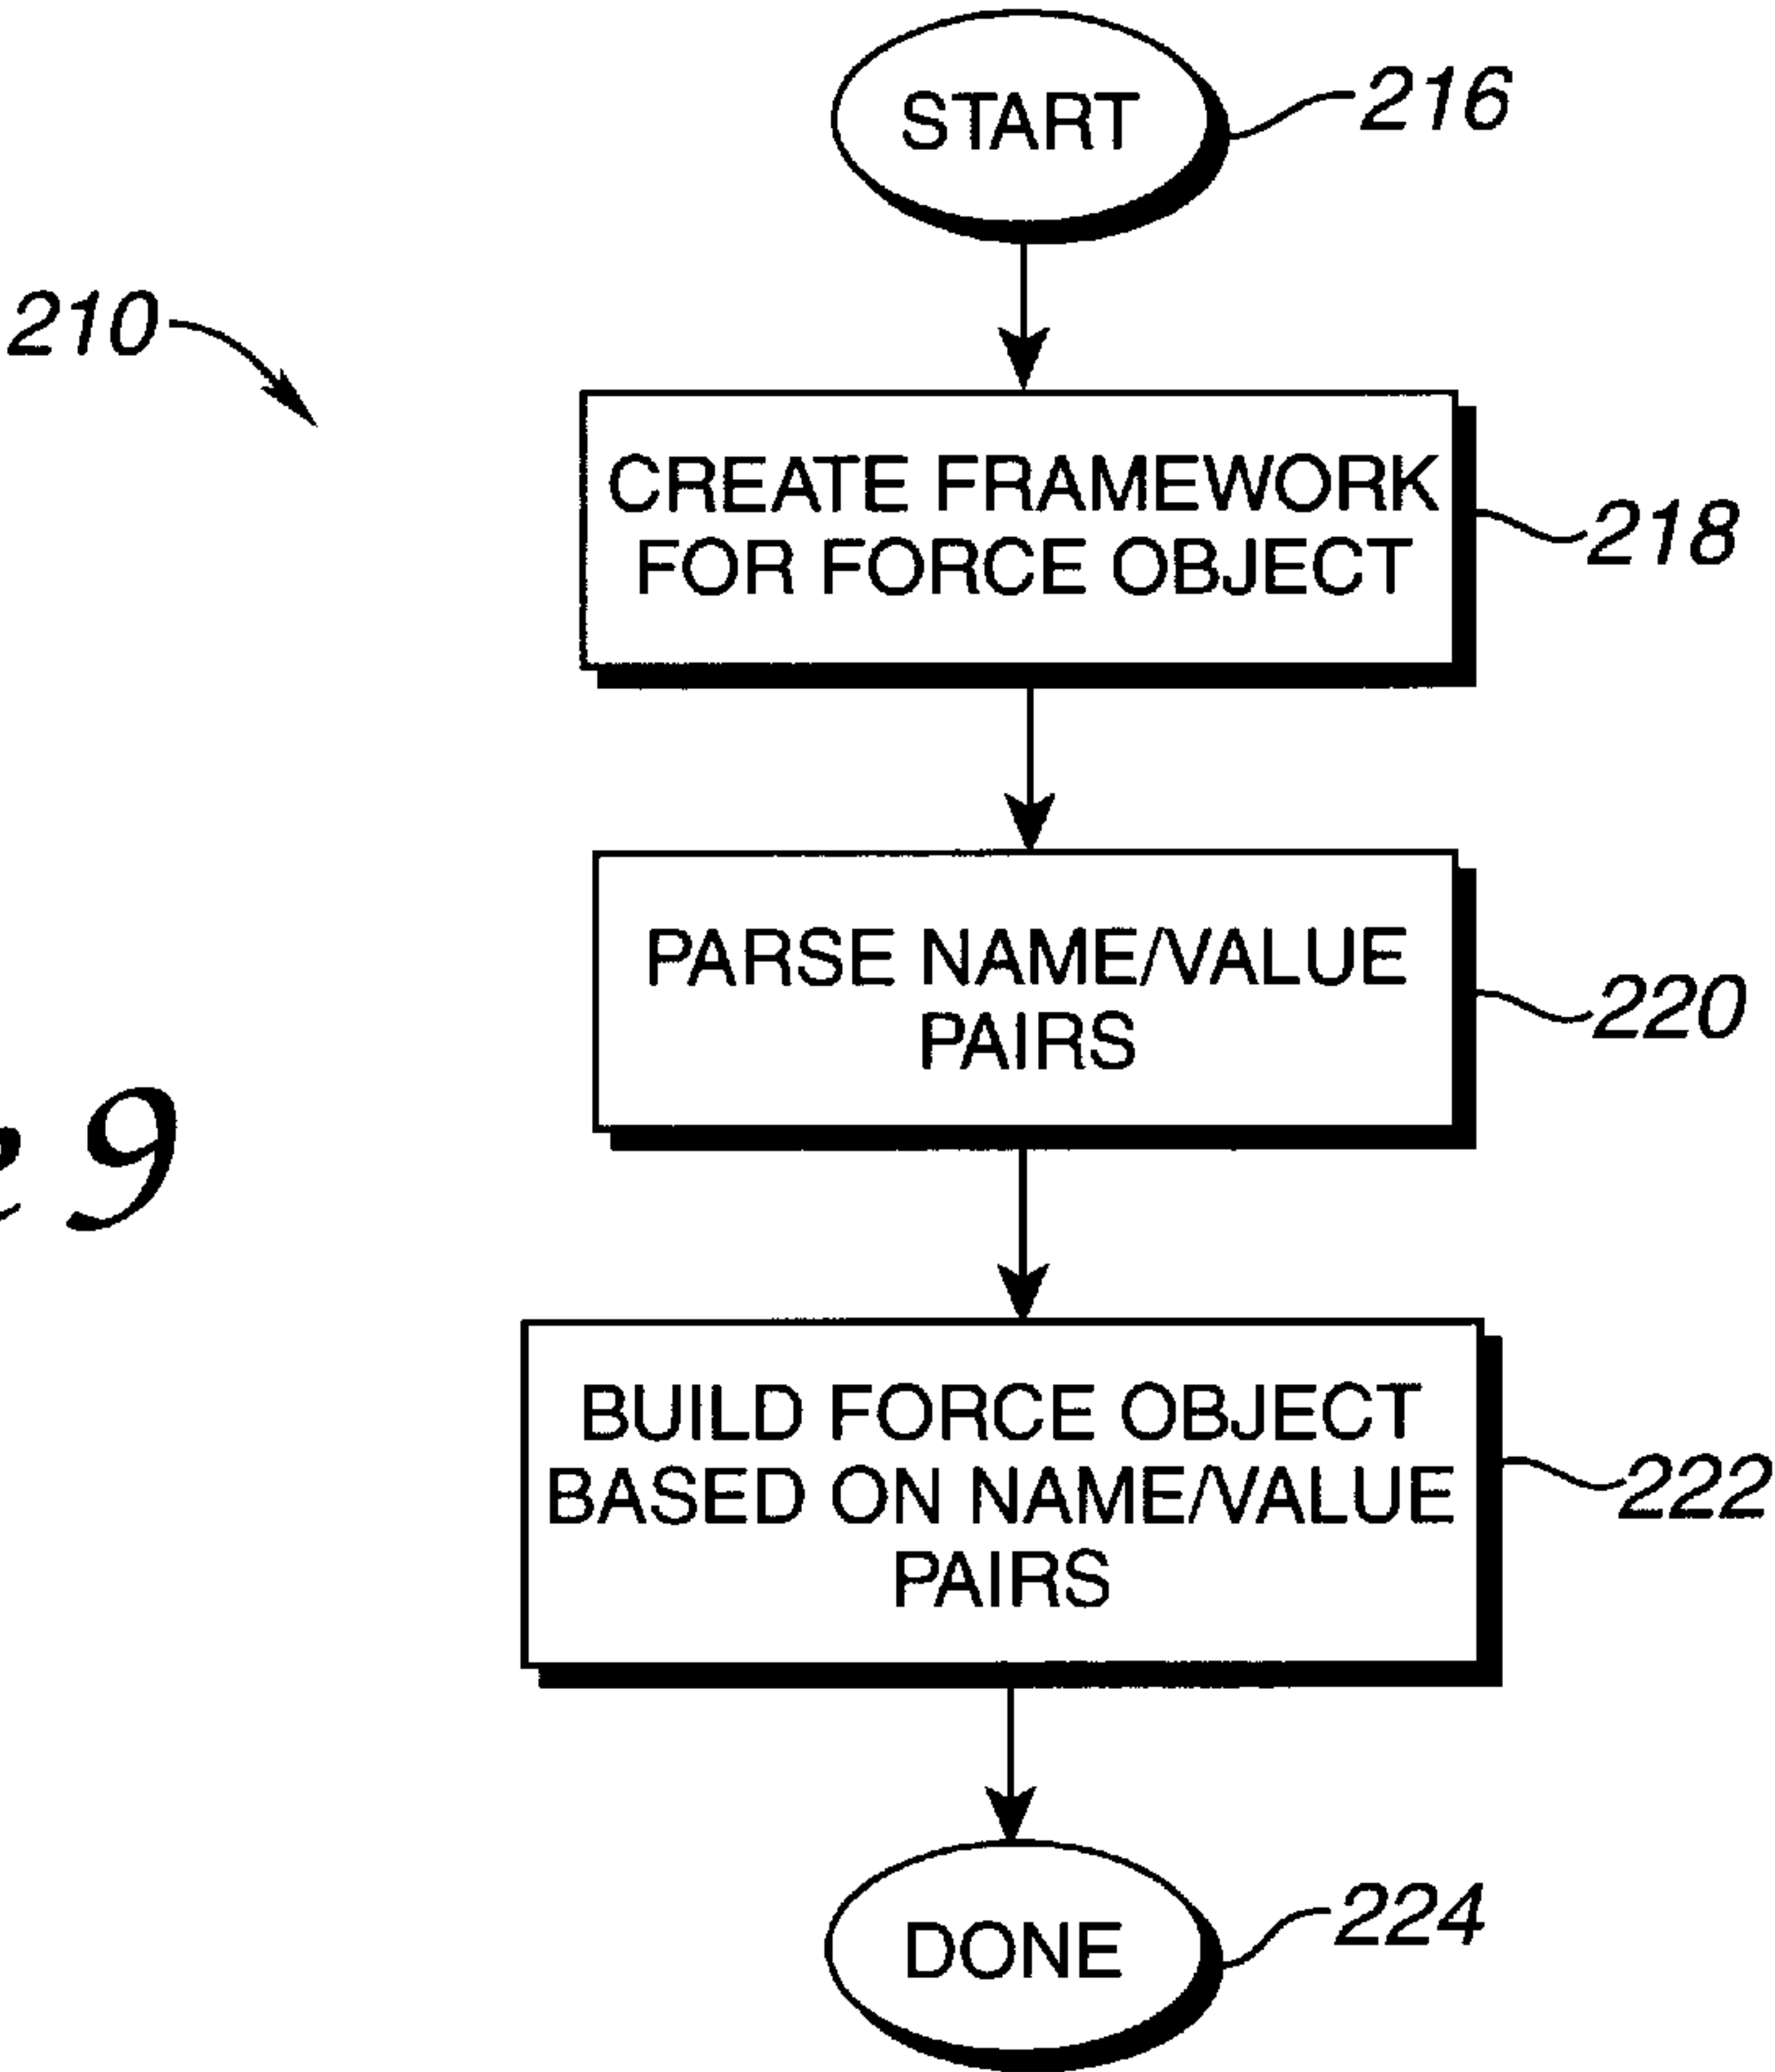 START
216
210
CREATE FRAMEWORK
FOR FORCE OBJECT
218
PARSE NAME/VALUE
PAIRS
220
9
BUILD FORCE OBJECT
BASED ON NAME/VALUE
PAIRS
222
DONE
224